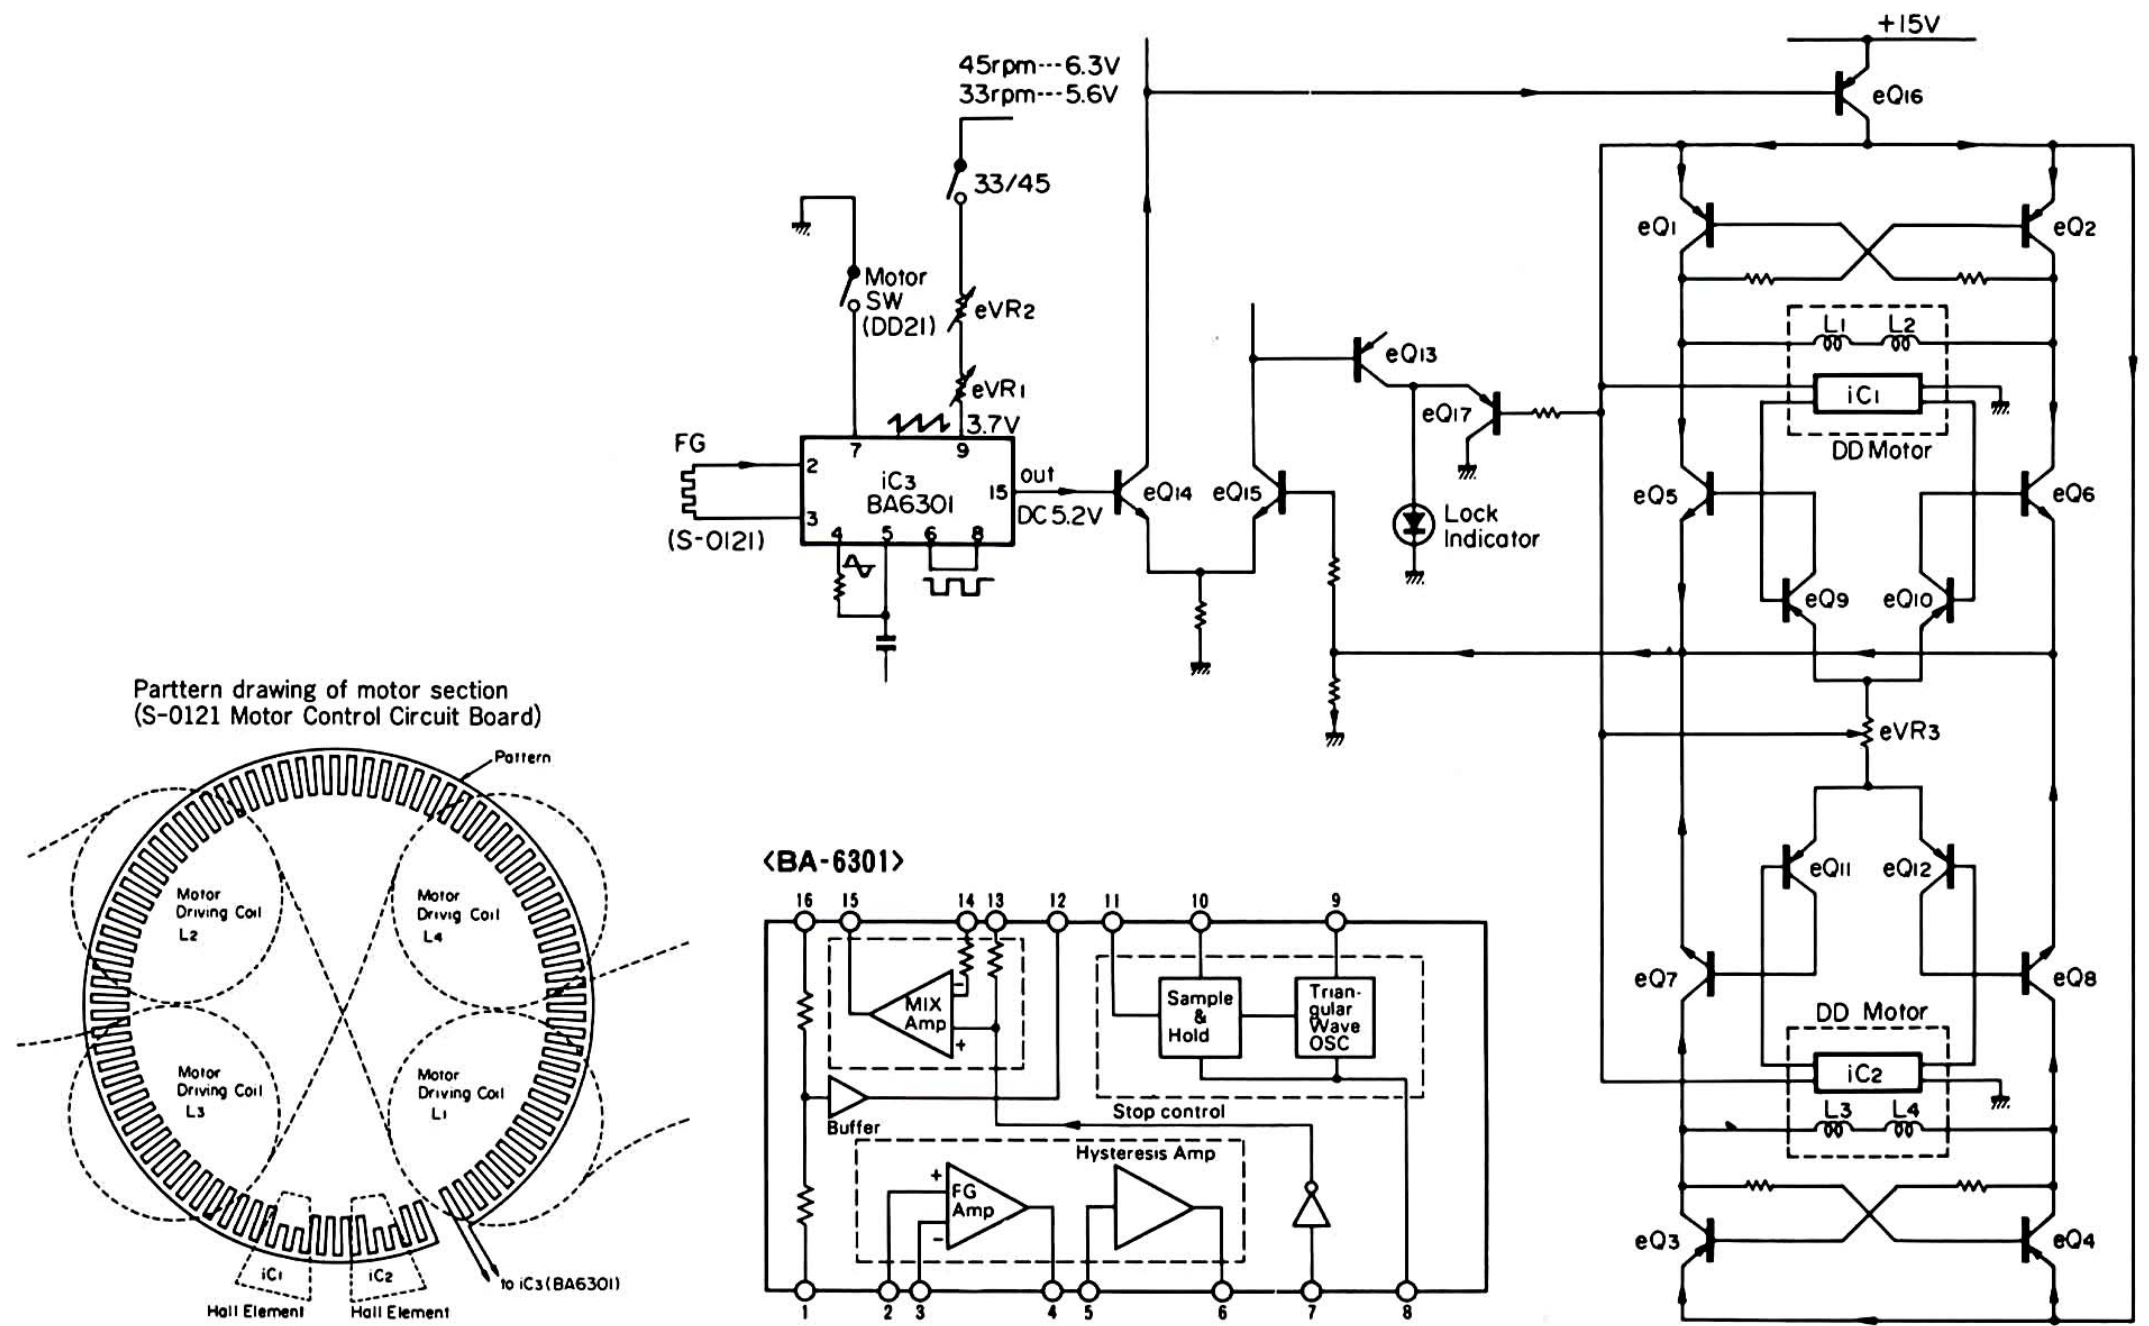 +15V
45rpm---6.3V
33rpm---5.6V
eQ16
33/45
eQ1
eQ2
Motor
SW
(DD21)
eVR2
L1 L2
eQ13
iC1
eVR1
3.7V
eQ17
DD Motor
FG
7
9
2
iC3
BA6301
15
out
DC5.2V
eQ14
eQ15
eQ5
eQ6
3
4
5
6
8
(S-0121)
Lock
Indicator
eQ9
eQ10
Parttern drawing of motor section
(S-0121 Motor Control Circuit Board)
Pattern
eVR3
<BA-6301>
eQ11
eQ12
Motor
Driving Coil
L2
Motor
Drivig Coil
L4
16 15 14 13 12 11 10 9
eQ7
eQ8
MIX
Amp
-
+
Sample
&
Hold
Trian-
gular
Wave
OSC
DD Motor
iC2
Motor
Driving Coil
L3
Motor
Driving Coil
L1
Buffer
Stop control
L3 L4
Hysteresis Amp
+
FG
Amp
-
eQ3
eQ4
iC1
iC2
to iC3(BA6301)
Hall Element
Hall Element
1 2 3 4 5 6 7 8